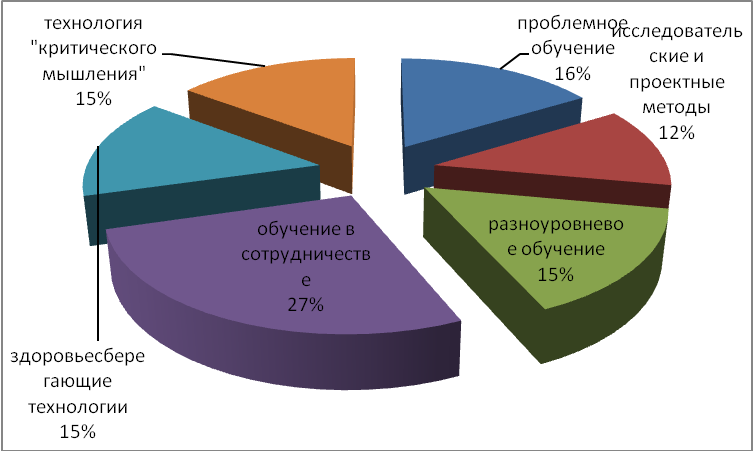 технология
"критического
мышления"
15%
проблемное
обучение
16%
исследователь
ские и
проектные
методы
12%
разноуровнево
е обучение
15%
обучение в
сотрудничеств
е
27%
здоровьесбере
гающие
технологии
15%